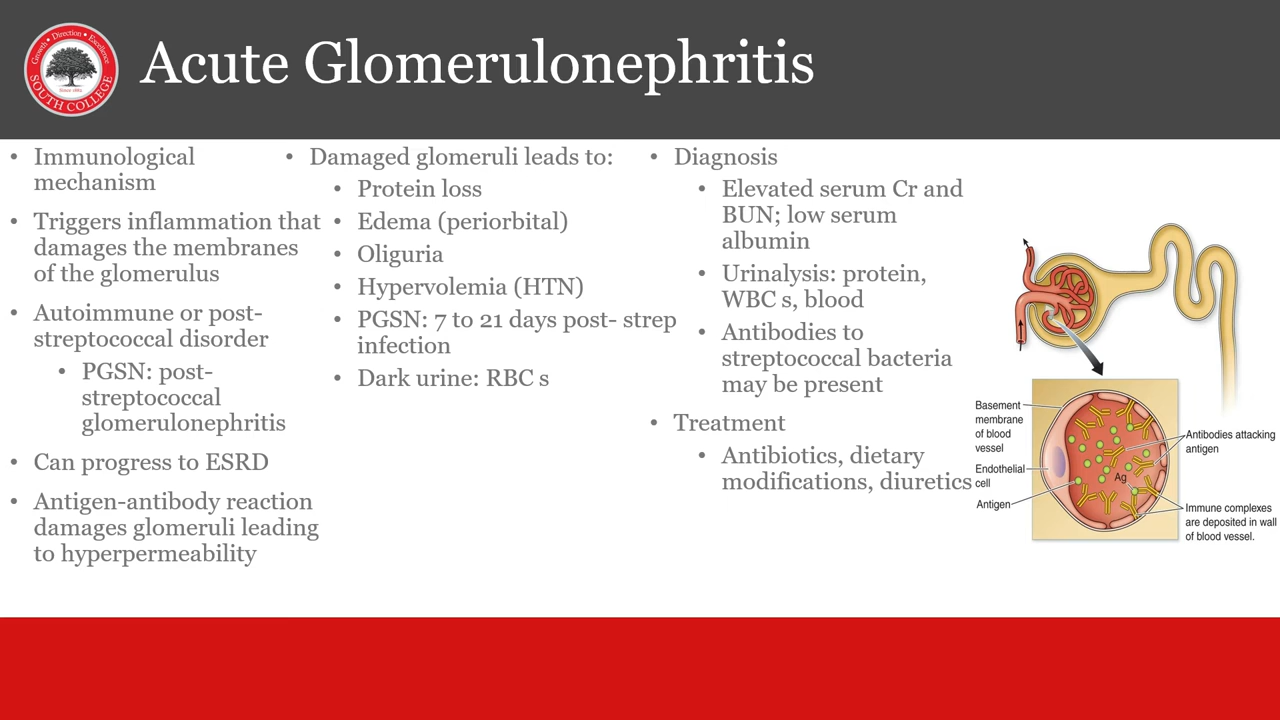 Growth • Direction • Excellence
Since 1882
SOUTH COLLEGE
Acute Glomerulonephritis
• Immunological
mechanism
• Triggers inflammation that
damages the membranes
of the glomerulus
• Autoimmune or post-
streptococcal disorder
• PGSN: post-
streptococcal
glomerulonephritis
• Can progress to ESRD
• Antigen-antibody reaction
damages glomeruli leading
to hyperpermeability
• Damaged glomeruli leads to:
• Protein loss
• Edema (periorbital)
• Oliguria
• Hypervolemia (HTN)
• PGSN: 7 to 21 days post- strep
infection
• Dark urine: RBC s
• Diagnosis
• Elevated serum Cr and
BUN; low serum
albumin
• Urinalysis: protein,
WBC s, blood
• Antibodies to
streptococcal bacteria
may be present
• Treatment
• Antibiotics, dietary
modifications, diuretics
Basement
membrane
of blood
vessel
Endothelial
cell
Antigen
Ag
Antibodies attacking
antigen
Immune complexes
are deposited in wall
of blood vessel.